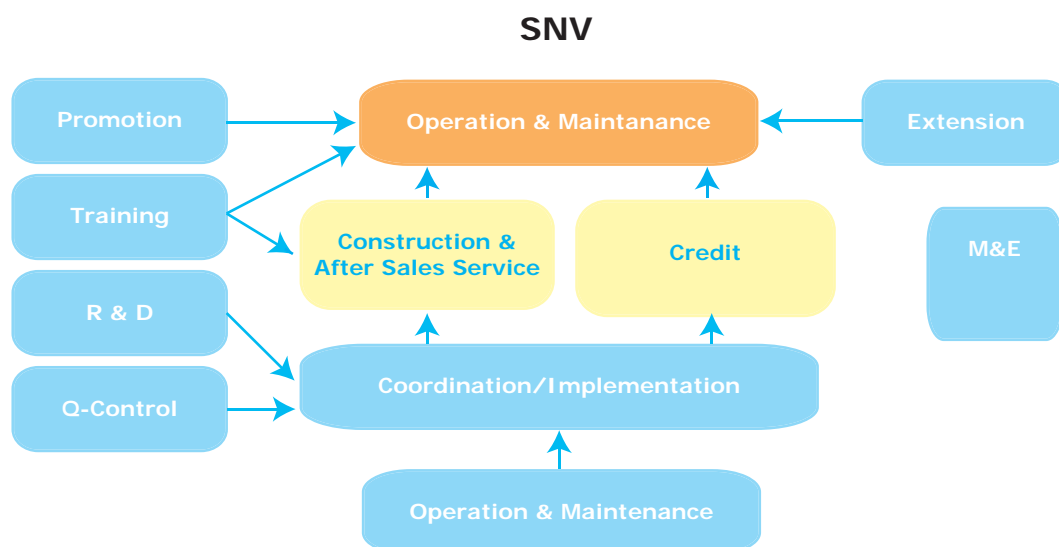 SNV
Promotion
Operation & Maintanance
Extension
Training
Construction &
After Sales Service
Credit
M&E
R & D
Coordination/Implementation
Q-Control
Operation & Maintenance